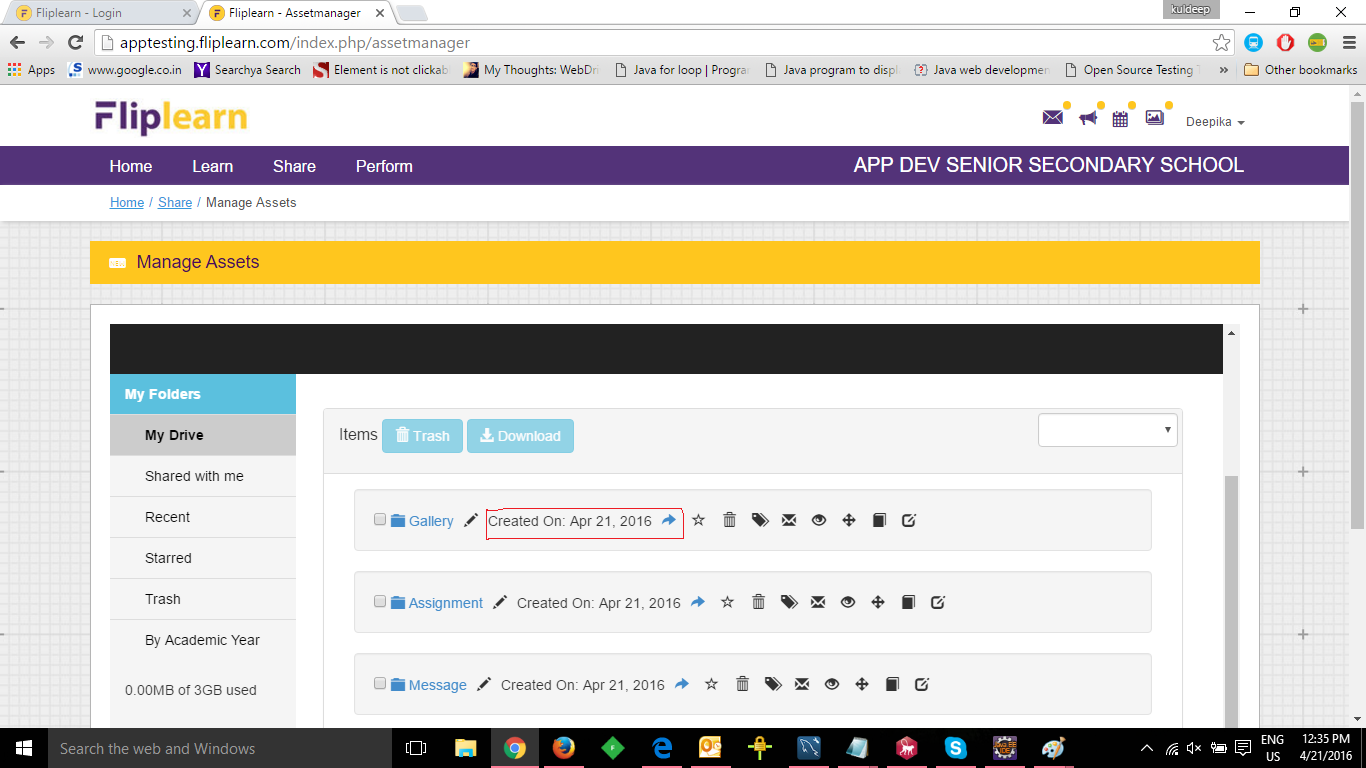 Fliplearn - Login
Fliplearn - Assetmanager
kuldeep
apptesting.fliplearn.com/index.php/assetmanager
Apps www.google.co.in Searchya Search Element is not clickab My Thoughts: WebDri Java for loop | Progra Java program to displ Java web developmen Open Source Testing T » Other bookmarks
Fliplearn
Deepika
Home Learn Share Perform APP DEV SENIOR SECONDARY SCHOOL
Home / Share / Manage Assets
Manage Assets
My Folders
My Drive
Shared with me
Recent
Starred
Trash
By Academic Year
0.00MB of 3GB used
Items Trash Download
Gallery Created On: Apr 21, 2016
Assignment Created On: Apr 21, 2016
Message Created On: Apr 21, 2016
Search the web and Windows
ENG
US
12:35 PM
4/21/2016